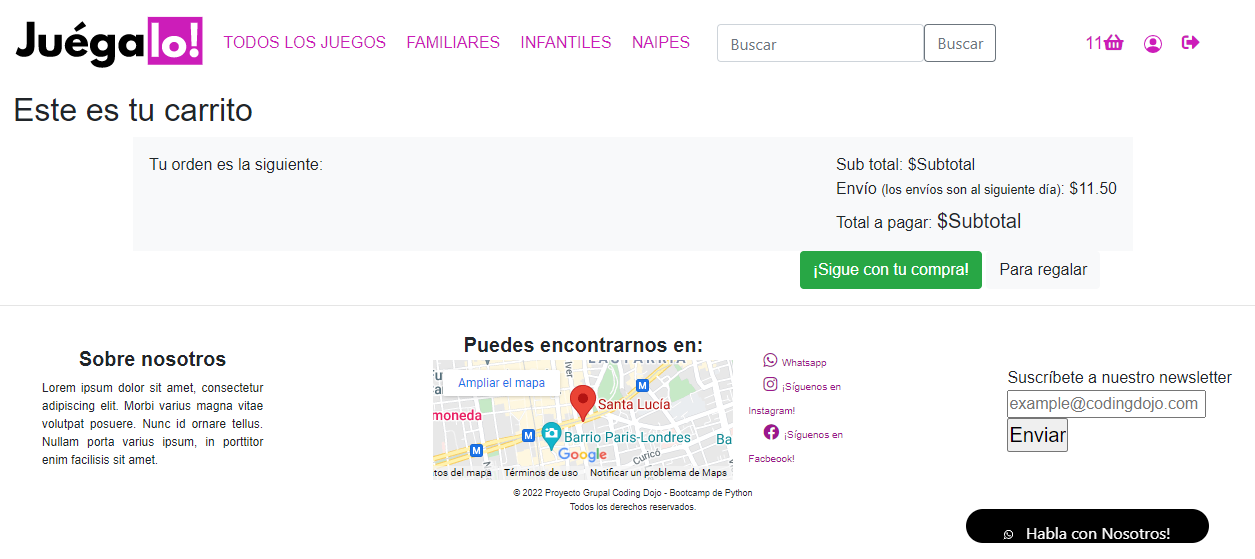 Juégalo!
TODOS LOS JUEGOS FAMILIARES INFANTILES NAIPES Buscar Buscar 11
Este es tu carrito
Tu orden es la siguiente:
Sub total: $Subtotal
Envío (los envíos son al siguiente día): $11.50
Total a pagar: $Subtotal
¡Sigue con tu compra! Para regalar
Sobre nosotros
Lorem ipsum dolor sit amet, consectetur
adipiscing elit. Morbi varius magna vitae
volutpat posuere. Nunc id ornare tellus.
Nullam porta varius ipsum, in porttitor
enim facilisis sit amet.
Puedes encontrarnos en:
Ampliar el mapa
M
Santa Lucía
moneda
M
Barrio París-Londres
M
Google
Curicó
tos del mapa Términos de uso Notificar un problema de Maps
© 2022 Proyecto Grupal Coding Dojo - Bootcamp de Python
Todos los derechos reservados.
Whatsapp
¡Síguenos en
Instagram!
¡Síguenos en
Facbeook!
Suscríbete a nuestro newsletter
example@codingdojo.com
Enviar
Habla con Nosotros!